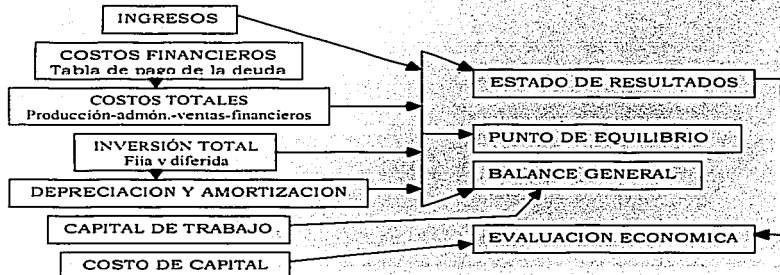 INGRESOS
COSTOS FINANCIEROS
Tabla de pago de la deuda
COSTOS TOTALES
Producción-admón.-ventas-financieros
INVERSIÓN TOTAL
Fija y diferida
DEPRECIACION Y AMORTIZACION
CAPITAL DE TRABAJO
COSTO DE CAPITAL
ESTADO DE RESULTADOS
PUNTO DE EQUILIBRIO
BALANCE GENERAL
EVALUACION ECONOMICA